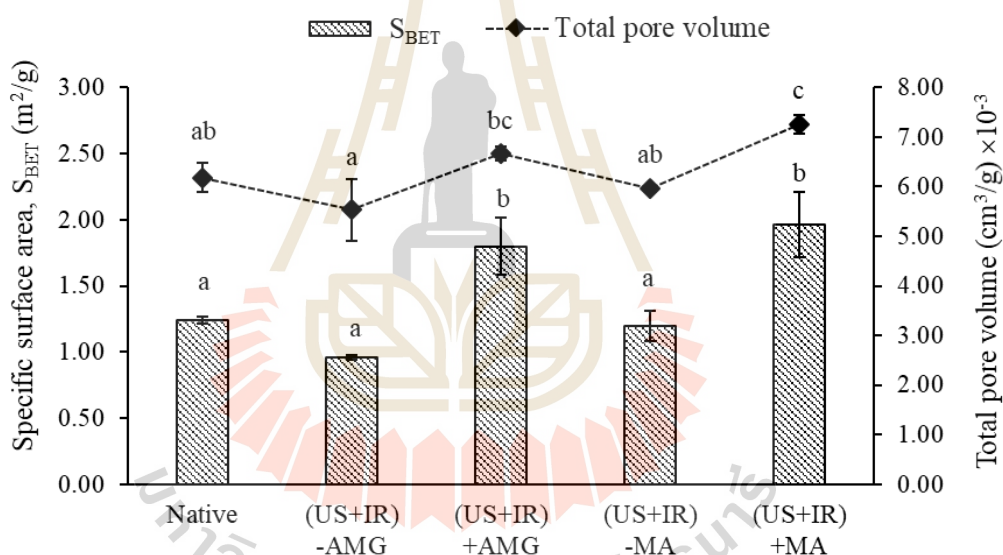 S_BET Total pore volume
Specific surface area, S_BET (m²/g)
3.00
2.50
2.00
1.50
1.00
0.50
0.00
ab a bc ab c
a a b a b
8.00
7.00
6.00
5.00
4.00
3.00
2.00
1.00
0.00
Total pore volume (cm³/g) ×10⁻³
Native (US+IR) (US+IR) (US+IR) (US+IR)
-AMG +AMG -MA +MA